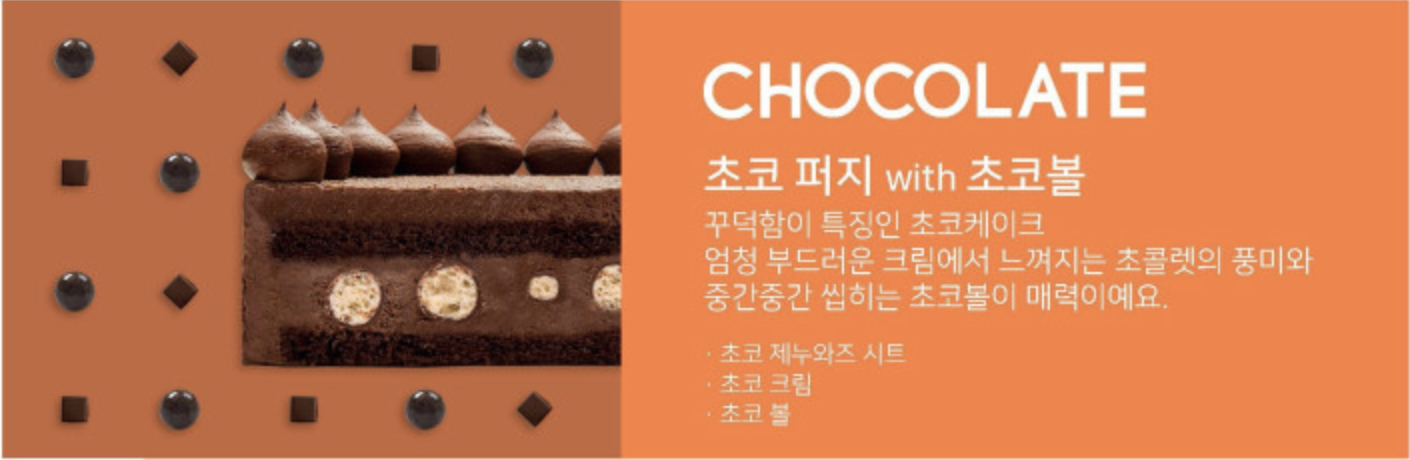 CHOCOLATE
초코 퍼지 with 초코볼
꾸덕함이 특징인 초코케이크
엄청 부드러운 크림에서 느껴지는 초콜렛의 풍미와
중간중간 씹히는 초코볼이 매력이예요.
· 초코 제누와즈 시트
· 초코 크림
· 초코 볼